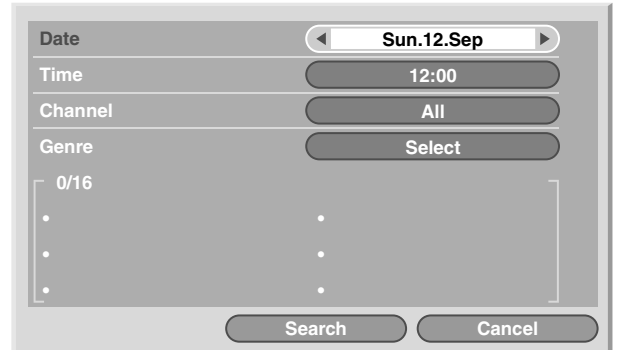 Date Sun.12.Sep
Time 12:00
Channel All
Genre Select
0/16
Search Cancel